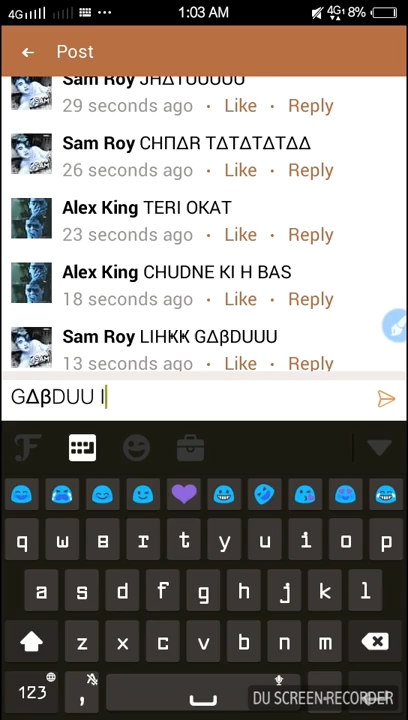 4G 1:03 AM 4G 8%
Post
Sam Roy JHΔTUUUUU
29 seconds ago · Like · Reply
Sam Roy CHΠΔR TΔTΔTΔTΔΔ
26 seconds ago · Like · Reply
Alex King TERI OKAT
23 seconds ago · Like · Reply
Alex King CHUDNE KI H BAS
18 seconds ago · Like · Reply
Sam Roy LIHꝀꝀ GΔβDUUU
13 seconds ago · Like · Reply
GΔβDUU I
F
q w e r t y u i o p
a s d f g h j k l
z x c v b n m
123 ,
DU SCREEN RECORDER